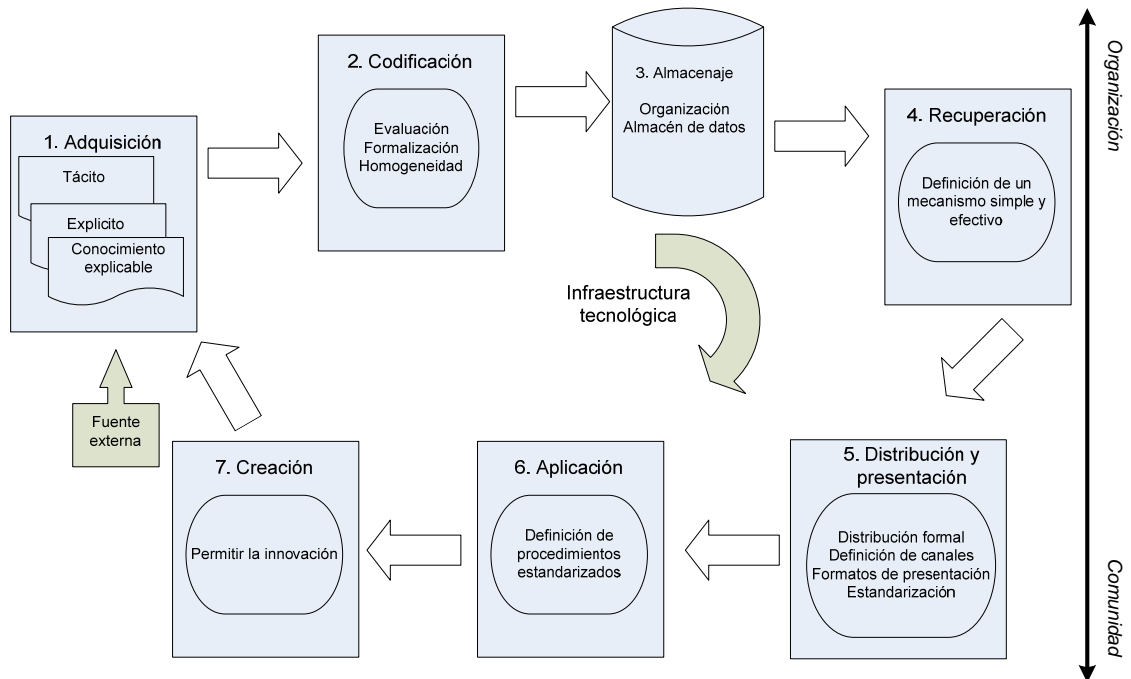 1. Adquisición
Tácito
Explicito
Conocimiento
explicable
Fuente
externa
2. Codificación
Evaluación
Formalización
Homogeneidad
3. Almacenaje
Organización
Almacén de datos
4. Recuperación
Definición de un
mecanismo simple y
efectivo
Infraestructura
tecnológica
5. Distribución y
presentación
Distribución formal
Definición de canales
Formatos de presentación
Estandarización
6. Aplicación
Definición de
procedimientos
estandarizados
7. Creación
Permitir la innovación
Organización
Comunidad